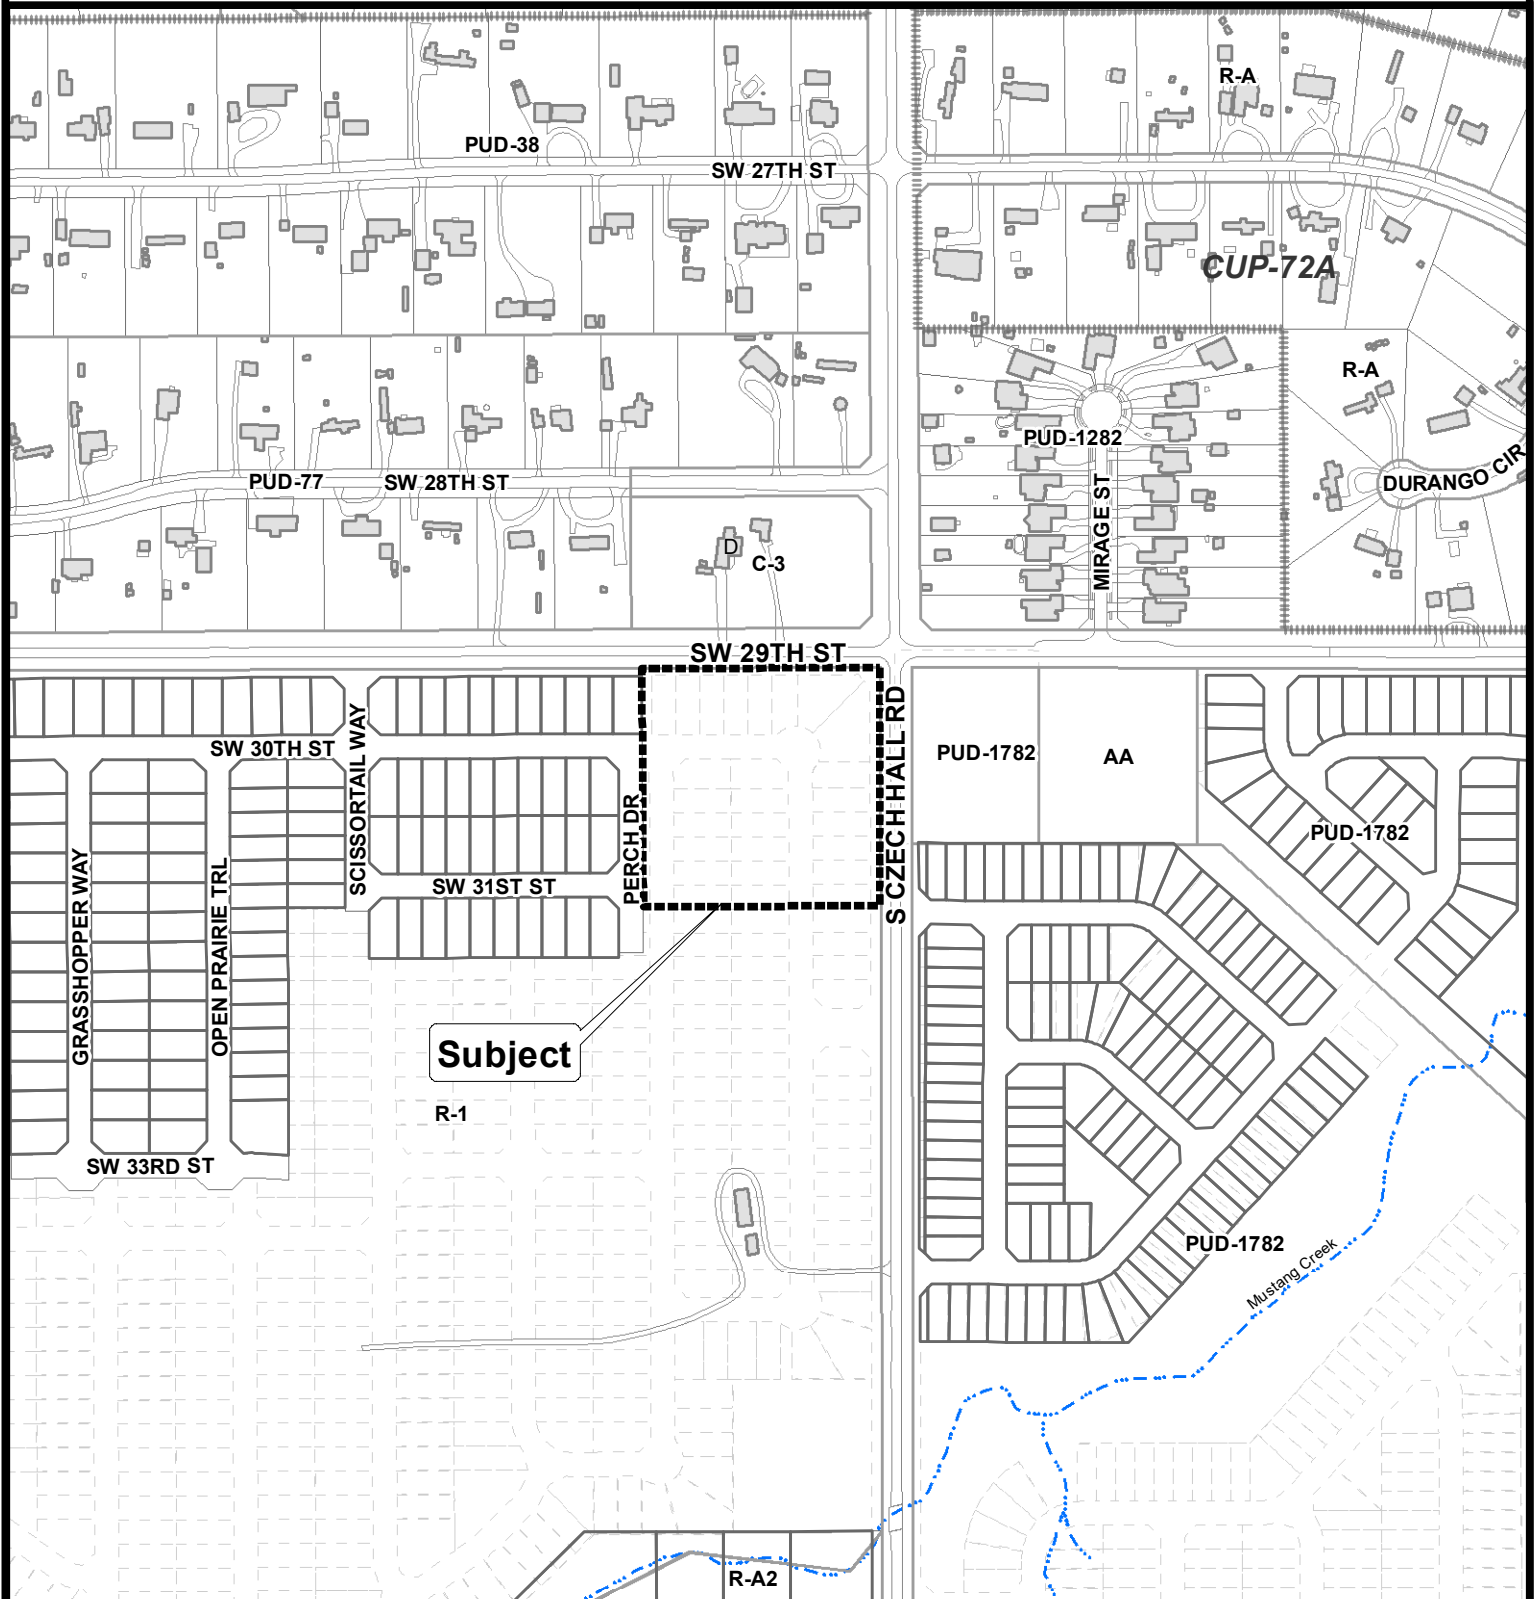 R-A
PUD-38
SW 27TH ST
CUP-72A
R-A
PUD-1282
PUD-77
SW 28TH ST
DURANGO CIR
MIRAGE ST
D
C-3
SW 29TH ST
SW 30TH ST
SCISSORTAIL WAY
PERCH DR
S CZECH HALL RD
PUD-1782
AA
PUD-1782
SW 31ST ST
GRASSHOPPER WAY
OPEN PRAIRIE TRL
Subject
R-1
SW 33RD ST
PUD-1782
Mustang Creek
R-A2